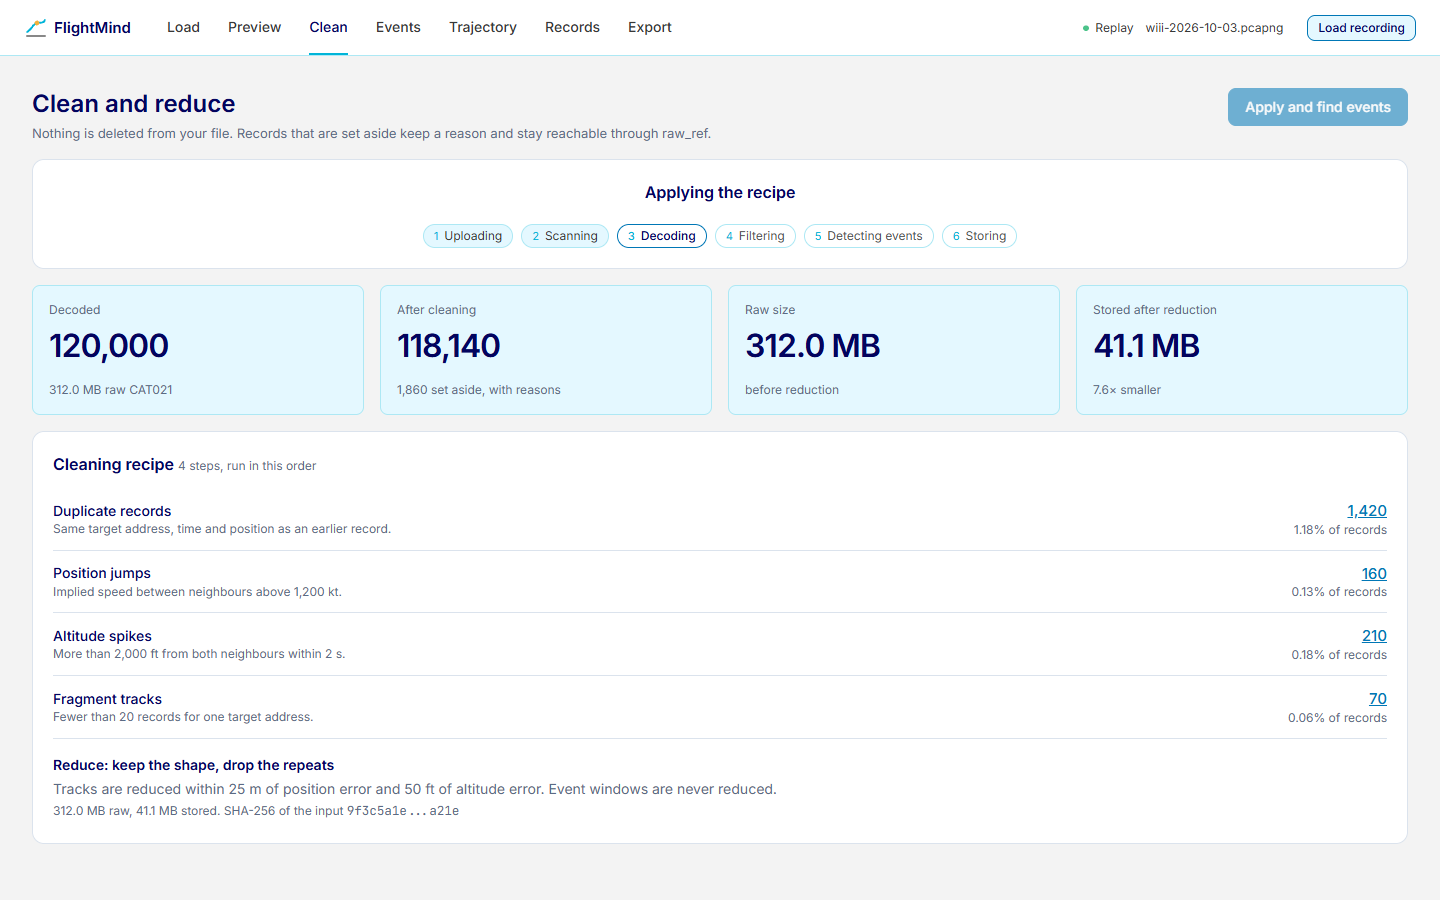 FlightMind
Load
Preview
Clean
Events
Trajectory
Records
Export
Replay
wiii-2026-10-03.pcapng
Load recording
Clean and reduce
Nothing is deleted from your file. Records that are set aside keep a reason and stay reachable through raw_ref.
Apply and find events
Applying the recipe
1 Uploading
2 Scanning
3 Decoding
4 Filtering
5 Detecting events
6 Storing
Decoded
120,000
312.0 MB raw CAT021
After cleaning
118,140
1,860 set aside, with reasons
Raw size
312.0 MB
before reduction
Stored after reduction
41.1 MB
7.6× smaller
Cleaning recipe 4 steps, run in this order
Duplicate records
Same target address, time and position as an earlier record.
1,420
1.18% of records
Position jumps
Implied speed between neighbours above 1,200 kt.
160
0.13% of records
Altitude spikes
More than 2,000 ft from both neighbours within 2 s.
210
0.18% of records
Fragment tracks
Fewer than 20 records for one target address.
70
0.06% of records
Reduce: keep the shape, drop the repeats
Tracks are reduced within 25 m of position error and 50 ft of altitude error. Event windows are never reduced.
312.0 MB raw, 41.1 MB stored. SHA-256 of the input 9f3c5a1e...a21e